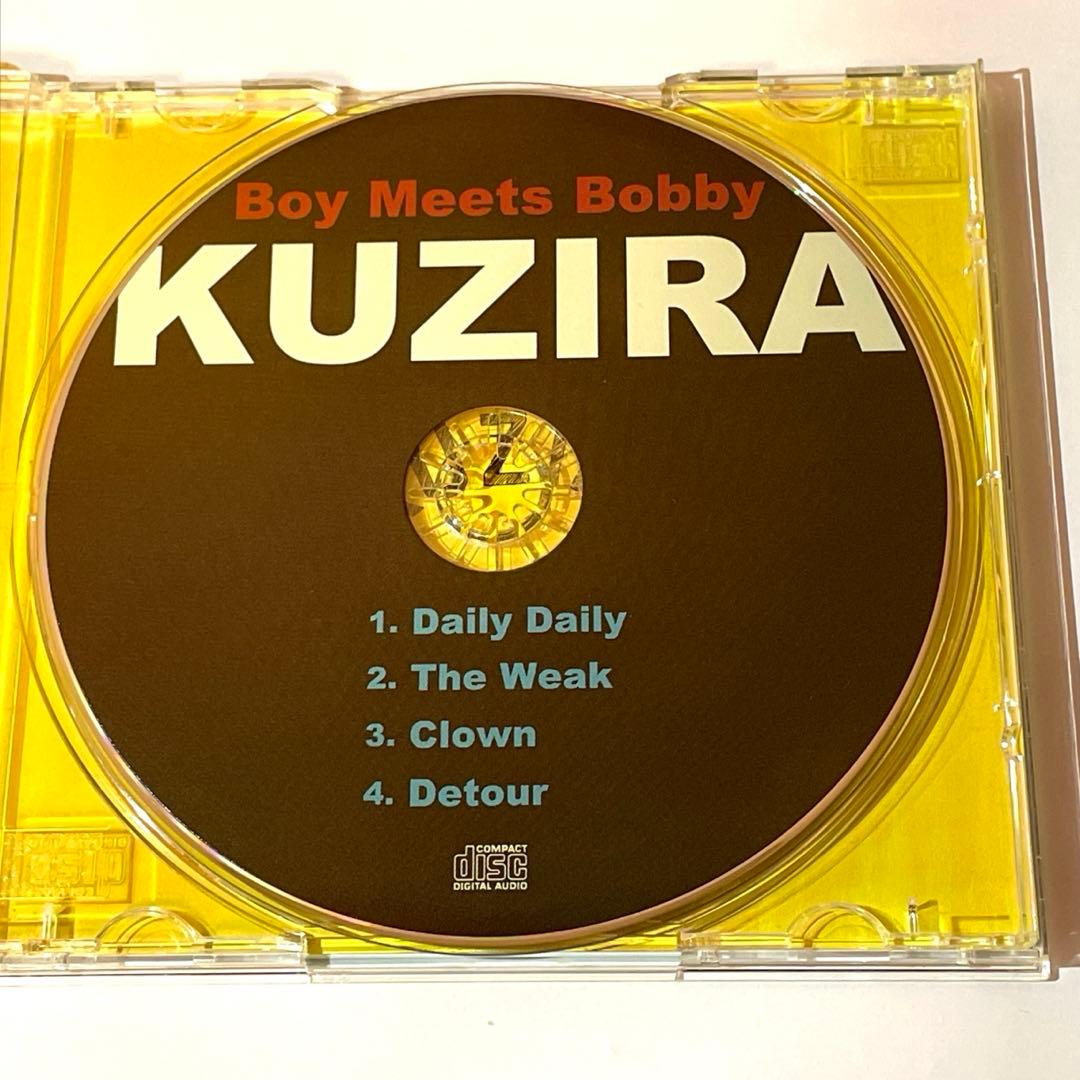 Boy Meets Bobby
KUZIRA
1. Daily Daily
2. The Weak
3. Clown
4. Detour
COMPACT
disc
DIGITAL AUDIO